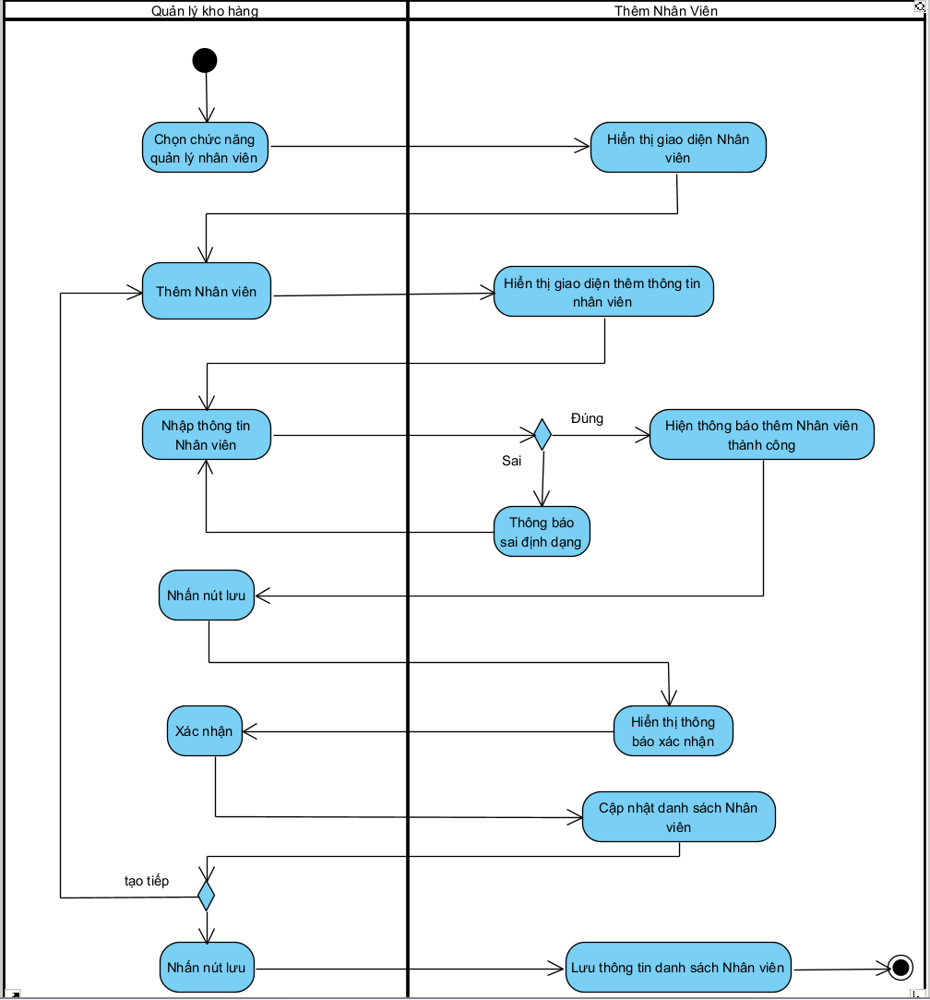 Quản lý kho hàng
Thêm Nhân Viên
Chọn chức năng
quản lý nhân viên
Hiển thị giao diện Nhân
viên
Thêm Nhân viên
Hiển thị giao diện thêm thông tin
nhân viên
Nhập thông tin
Nhân viên
Đúng
Hiện thông báo thêm Nhân viên
thành công
Sai
Thông báo
sai định dạng
Nhấn nút lưu
Hiển thị thông
báo xác nhận
Xác nhận
Cập nhật danh sách Nhân
viên
tạo tiếp
Nhấn nút lưu
Lưu thông tin danh sách Nhân viên